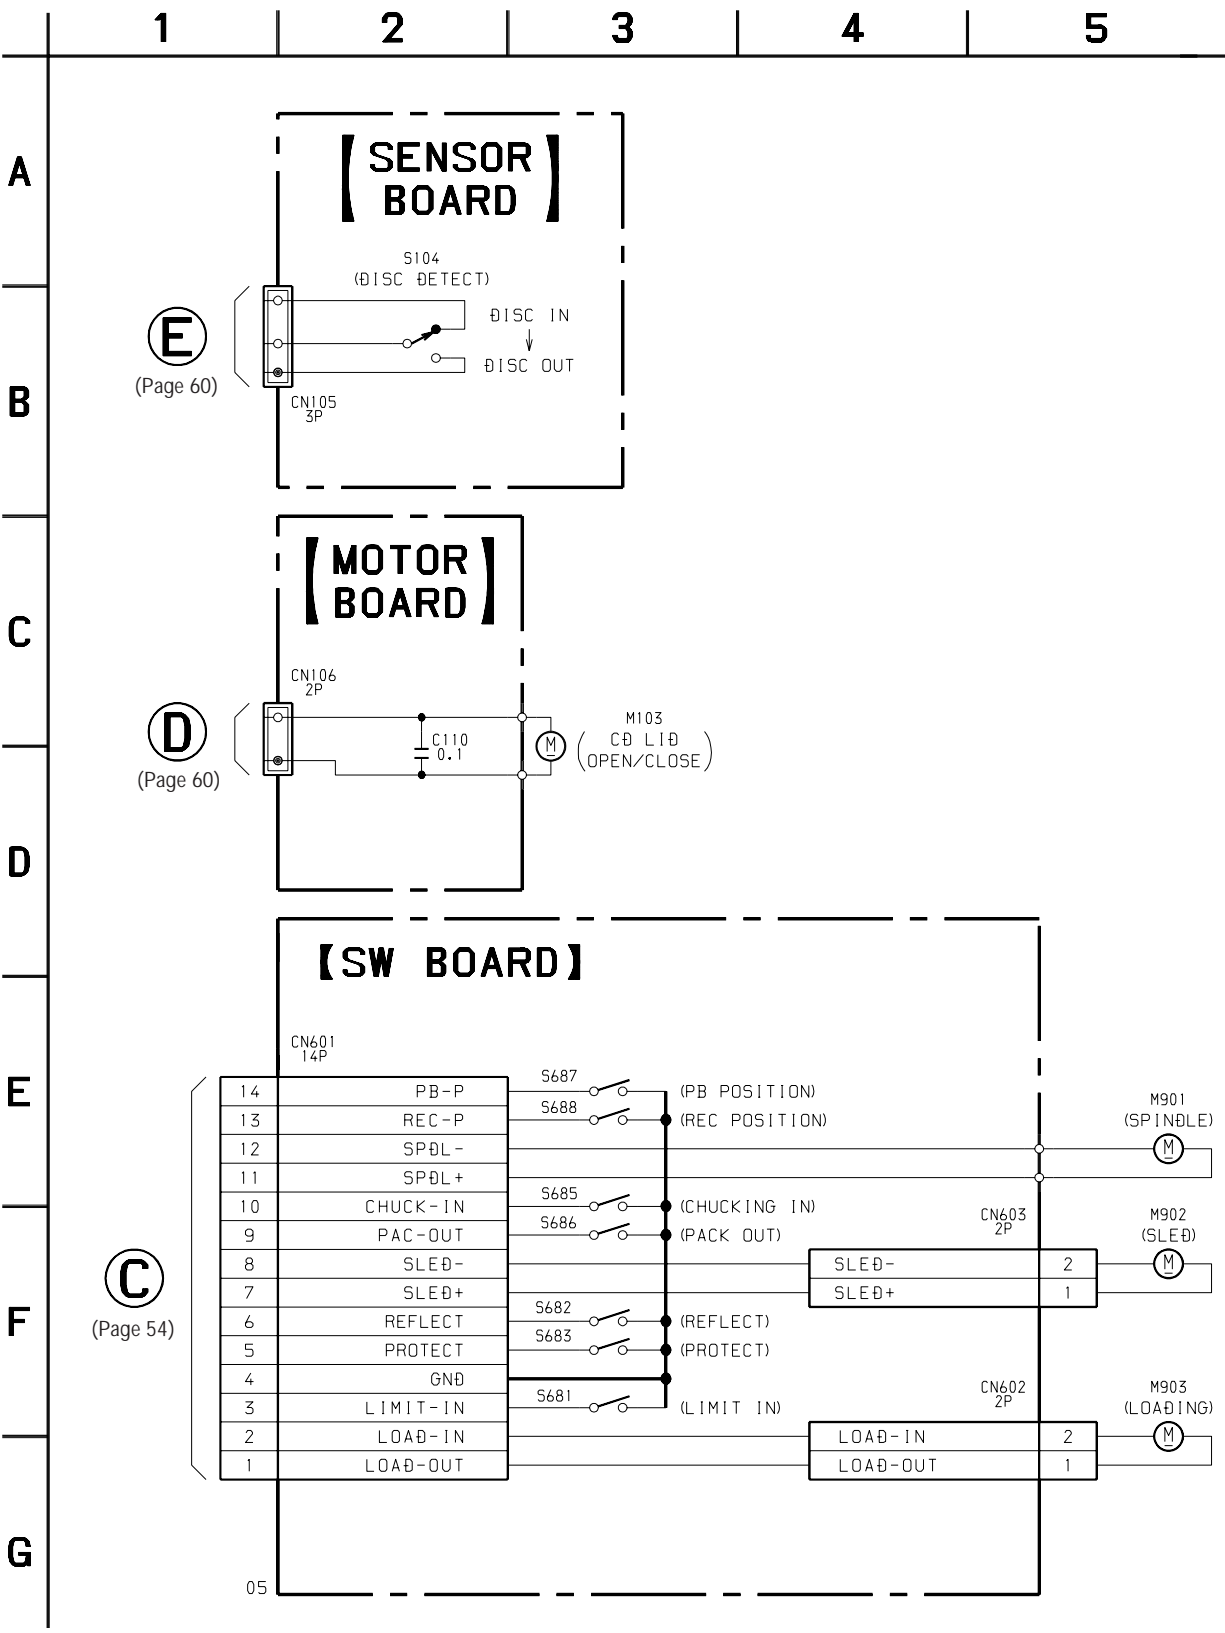 1 2 3 4 5
A
B
C
D
E
F
G
【SENSOR
BOARD】
S104
(DISC DETECT)
DISC IN
↓
DISC OUT
E
(Page 60)
CN105
3P
【MOTOR
BOARD】
CN106
2P
D
(Page 60)
C110
0.1
M
M103
(CD LID
OPEN/CLOSE)
【SW BOARD】
CN601
14P
14 PB-P S687 (PB POSITION)
13 REC-P S688 (REC POSITION)
12 SPDL-
11 SPDL+
10 CHUCK-IN S685 (CHUCKING IN)
9 PAC-OUT S686 (PACK OUT)
8 SLED- SLED- 2
7 SLED+ SLED+ 1
6 REFLECT S682 (REFLECT)
5 PROTECT S683 (PROTECT)
4 GND
3 LIMIT-IN S681 (LIMIT IN)
2 LOAD-IN LOAD-IN 2
1 LOAD-OUT LOAD-OUT 1
C
(Page 54)
M901
(SPINDLE)
M
CN603
2P
M902
(SLED)
M
CN602
2P
M903
(LOADING)
M
05